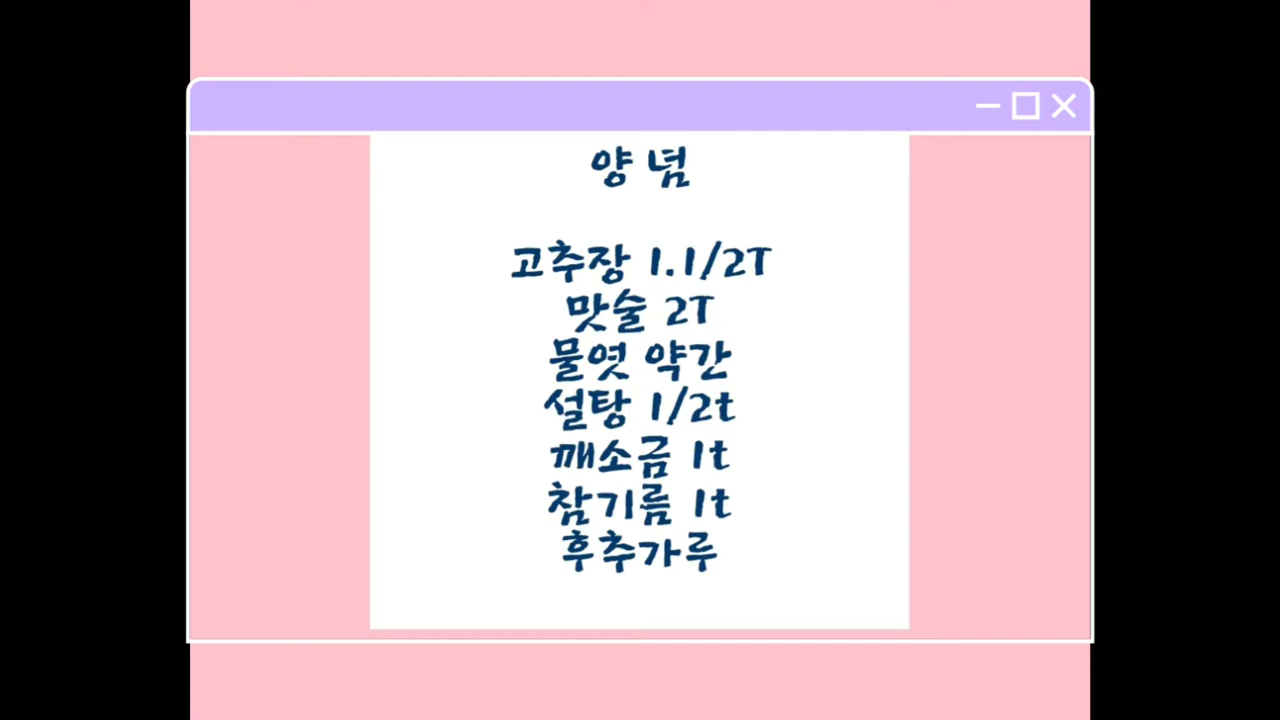 양 념
고추장 1.1/2T
맛술 2T
물엿 약간
설탕 1/2t
깨소금 1t
참기름 1t
후추가루